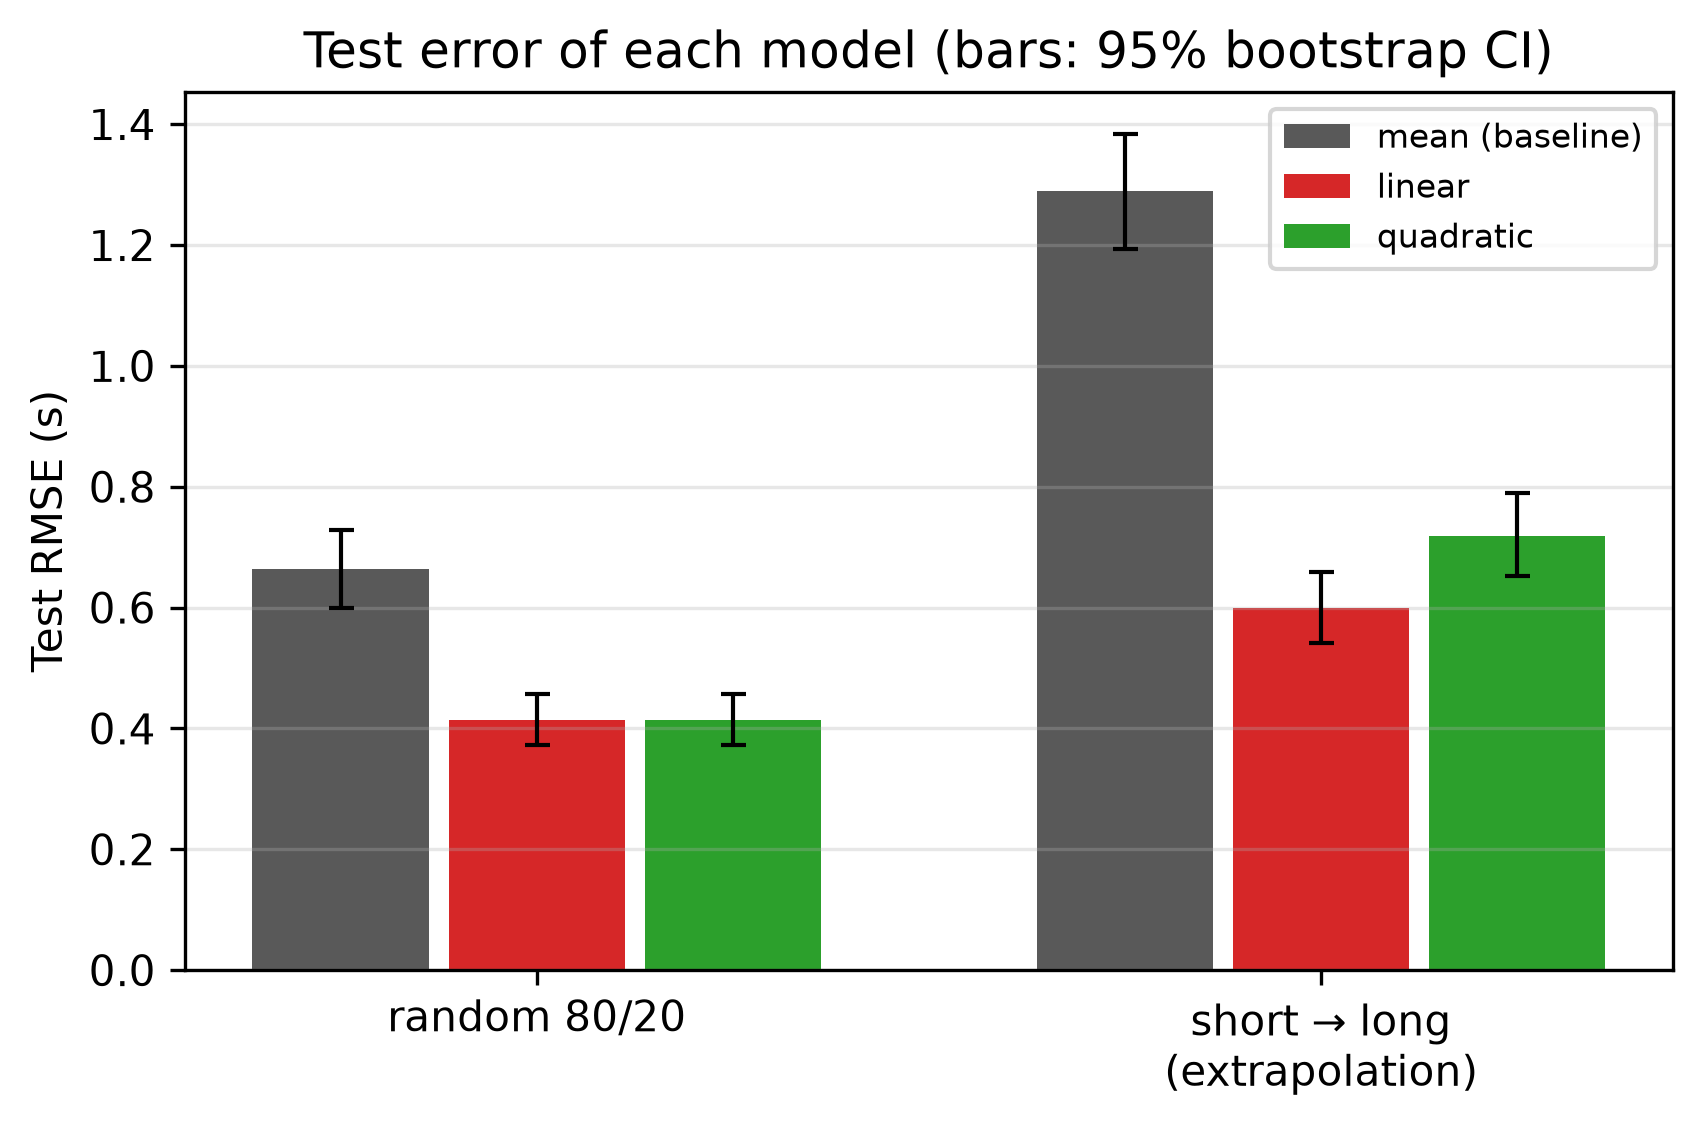 Test error of each model (bars: 95% bootstrap CI)
mean (baseline)
linear
quadratic
Test RMSE (s)
1.4
1.2
1.0
0.8
0.6
0.4
0.2
0.0
random 80/20
short → long
(extrapolation)